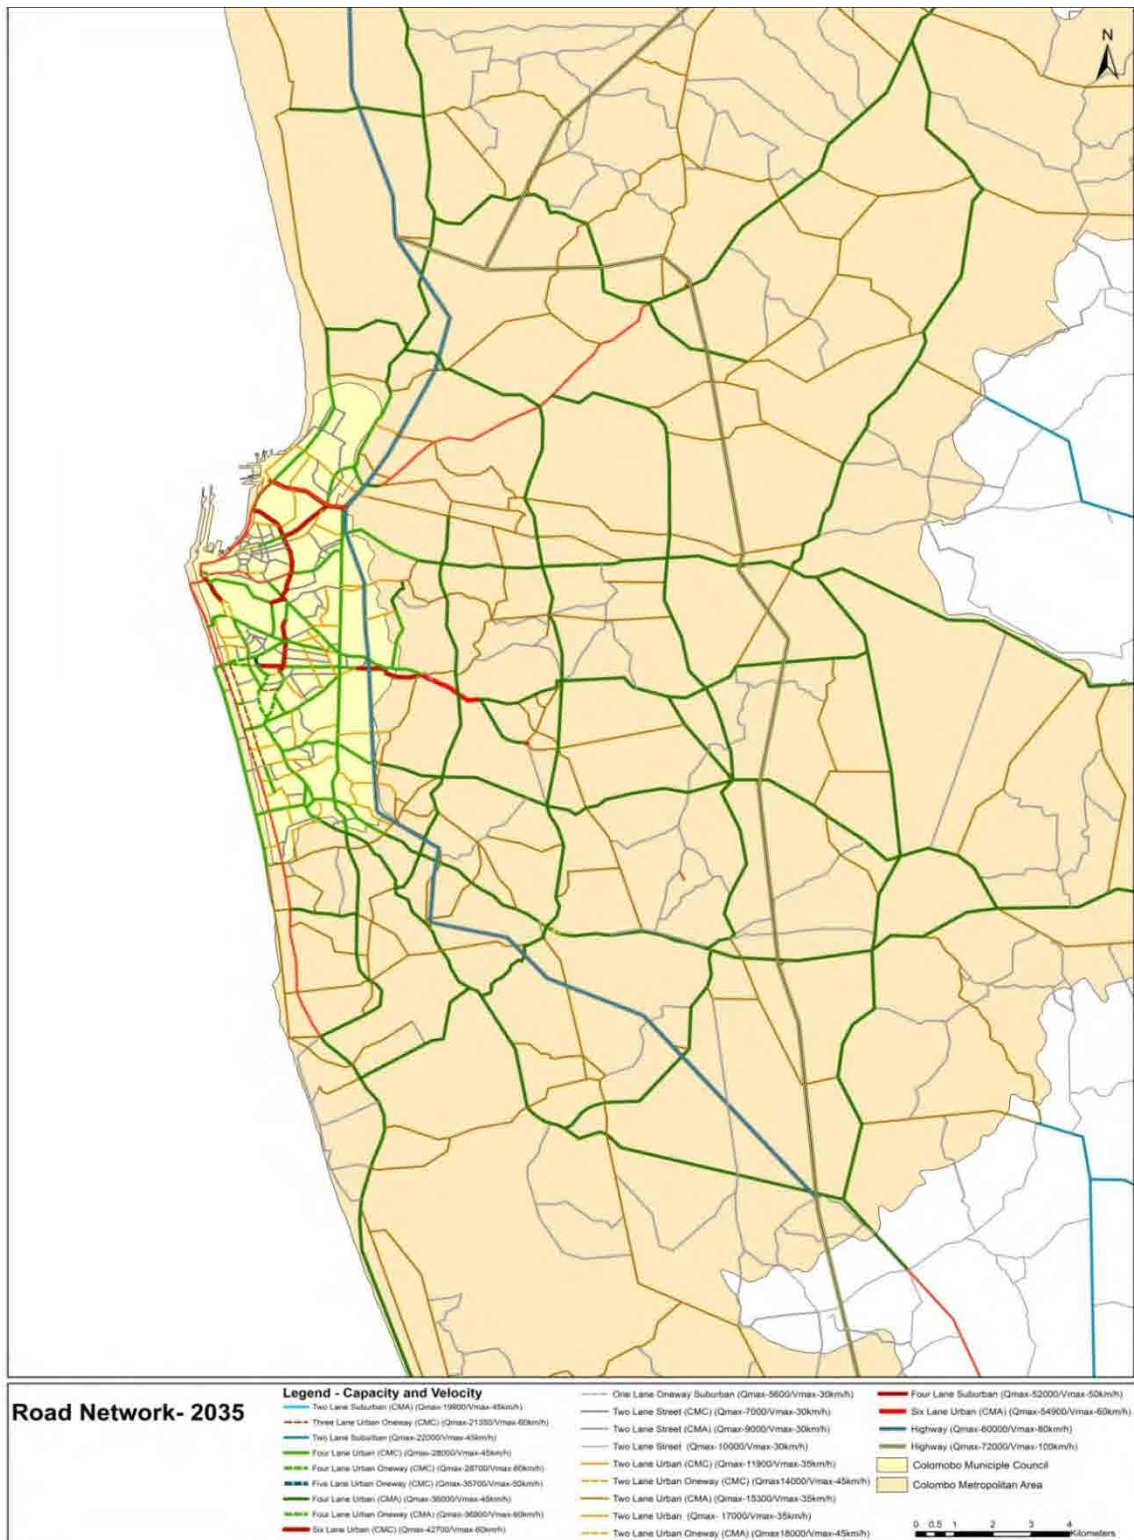 N
Road Network- 2035
Legend - Capacity and Velocity
Two Lane Suburban (CMA) (Qmax-19800/Vmax-45km/h)
Three Lane Urban Oneway (CMC) (Qmax-21350/Vmax-60km/h)
Two Lane Suburban (Qmax-22000/Vmax-45km/h)
Four Lane Urban (CMC) (Qmax-28000/Vmax-45km/h)
Four Lane Urban Oneway (CMC) (Qmax-28700/Vmax-60km/h)
Five Lane Urban Oneway (CMC) (Qmax-35700/Vmax-50km/h)
Four Lane Urban (CMA) (Qmax-36000/Vmax-45km/h)
Four Lane Urban Oneway (CMA) (Qmax-36900/Vmax-60km/h)
Six Lane Urban (CMC) (Qmax-42700/Vmax-60km/h)
One Lane Oneway Suburban (Qmax-5600/Vmax-30km/h)
Two Lane Street (CMC) (Qmax-7000/Vmax-30km/h)
Two Lane Street (CMA) (Qmax-9000/Vmax-30km/h)
Two Lane Street (Qmax-10000/Vmax-30km/h)
Two Lane Urban (CMC) (Qmax-11900/Vmax-35km/h)
Two Lane Urban Oneway (CMC) (Qmax14000/Vmax-45km/h)
Two Lane Urban (CMA) (Qmax-15300/Vmax-35km/h)
Two Lane Urban (Qmax- 17000/Vmax-35km/h)
Two Lane Urban Oneway (CMA) (Qmax18000/Vmax-45km/h)
Four Lane Suburban (Qmax-52000/Vmax-50km/h)
Six Lane Urban (CMA) (Qmax-54900/Vmax-60km/h)
Highway (Qmax-60000/Vmax-80km/h)
Highway (Qmax-72000/Vmax-100km/h)
Colomobo Municiple Council
Colombo Metropolitan Area
0 0.5 1 2 3 4
Kilometers